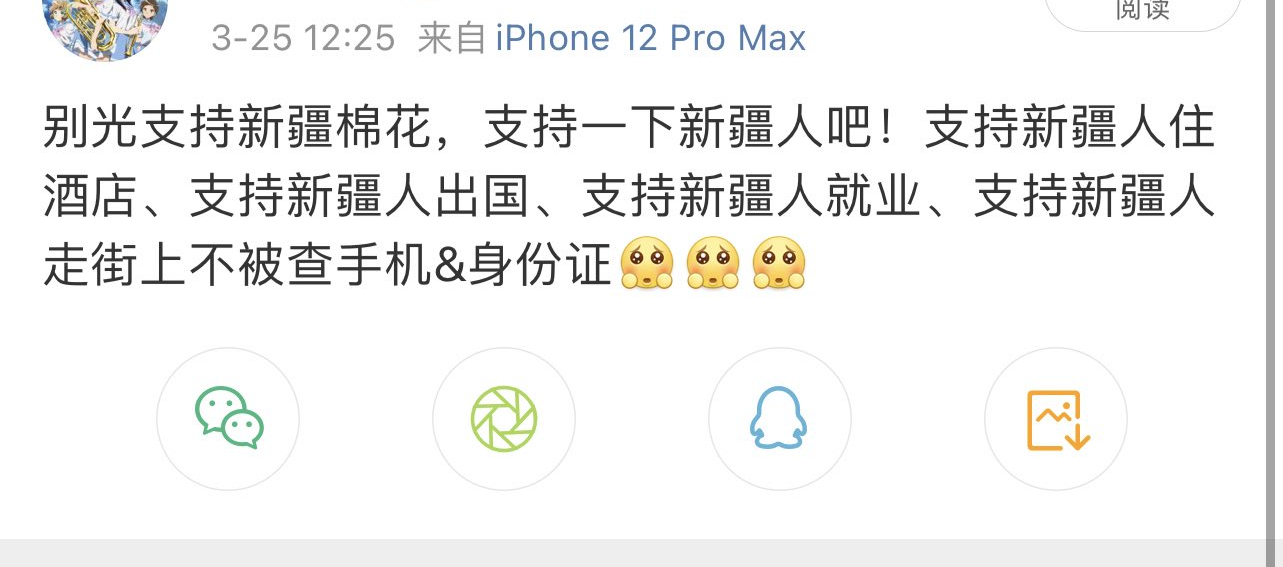 阅读
3-25 12:25 来自 iPhone 12 Pro Max
别光支持新疆棉花，支持一下新疆人吧！支持新疆人住
酒店、支持新疆人出国、支持新疆人就业、支持新疆人
走街上不被查手机&身份证🥺🥺🥺